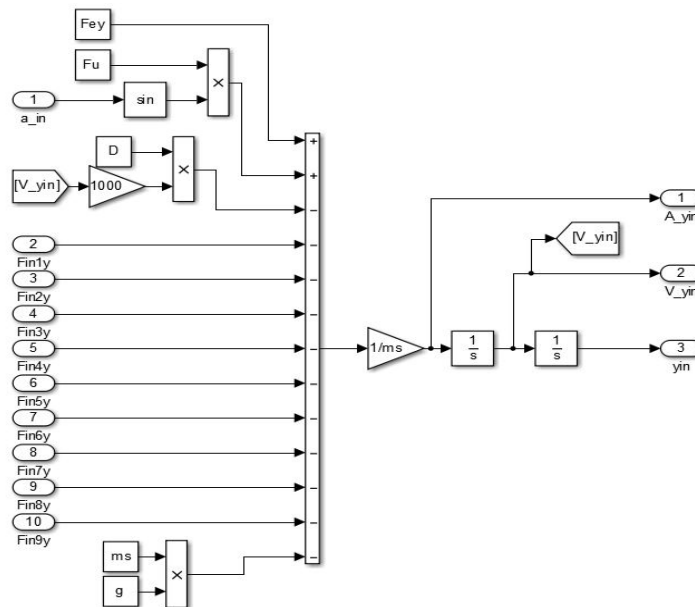 Fey
Fu
×
1
a_in
sin
D
×
[V_yin]
1000
+
+
−
2
Fin1y
−
3
Fin2y
−
4
Fin3y
−
5
Fin4y
−
6
Fin5y
−
7
Fin6y
−
8
Fin7y
−
9
Fin8y
−
10
Fin9y
−
ms
g
×
−
1/ms
1
s
1
s
1
A_yin
[V_yin]
2
V_yin
3
yin